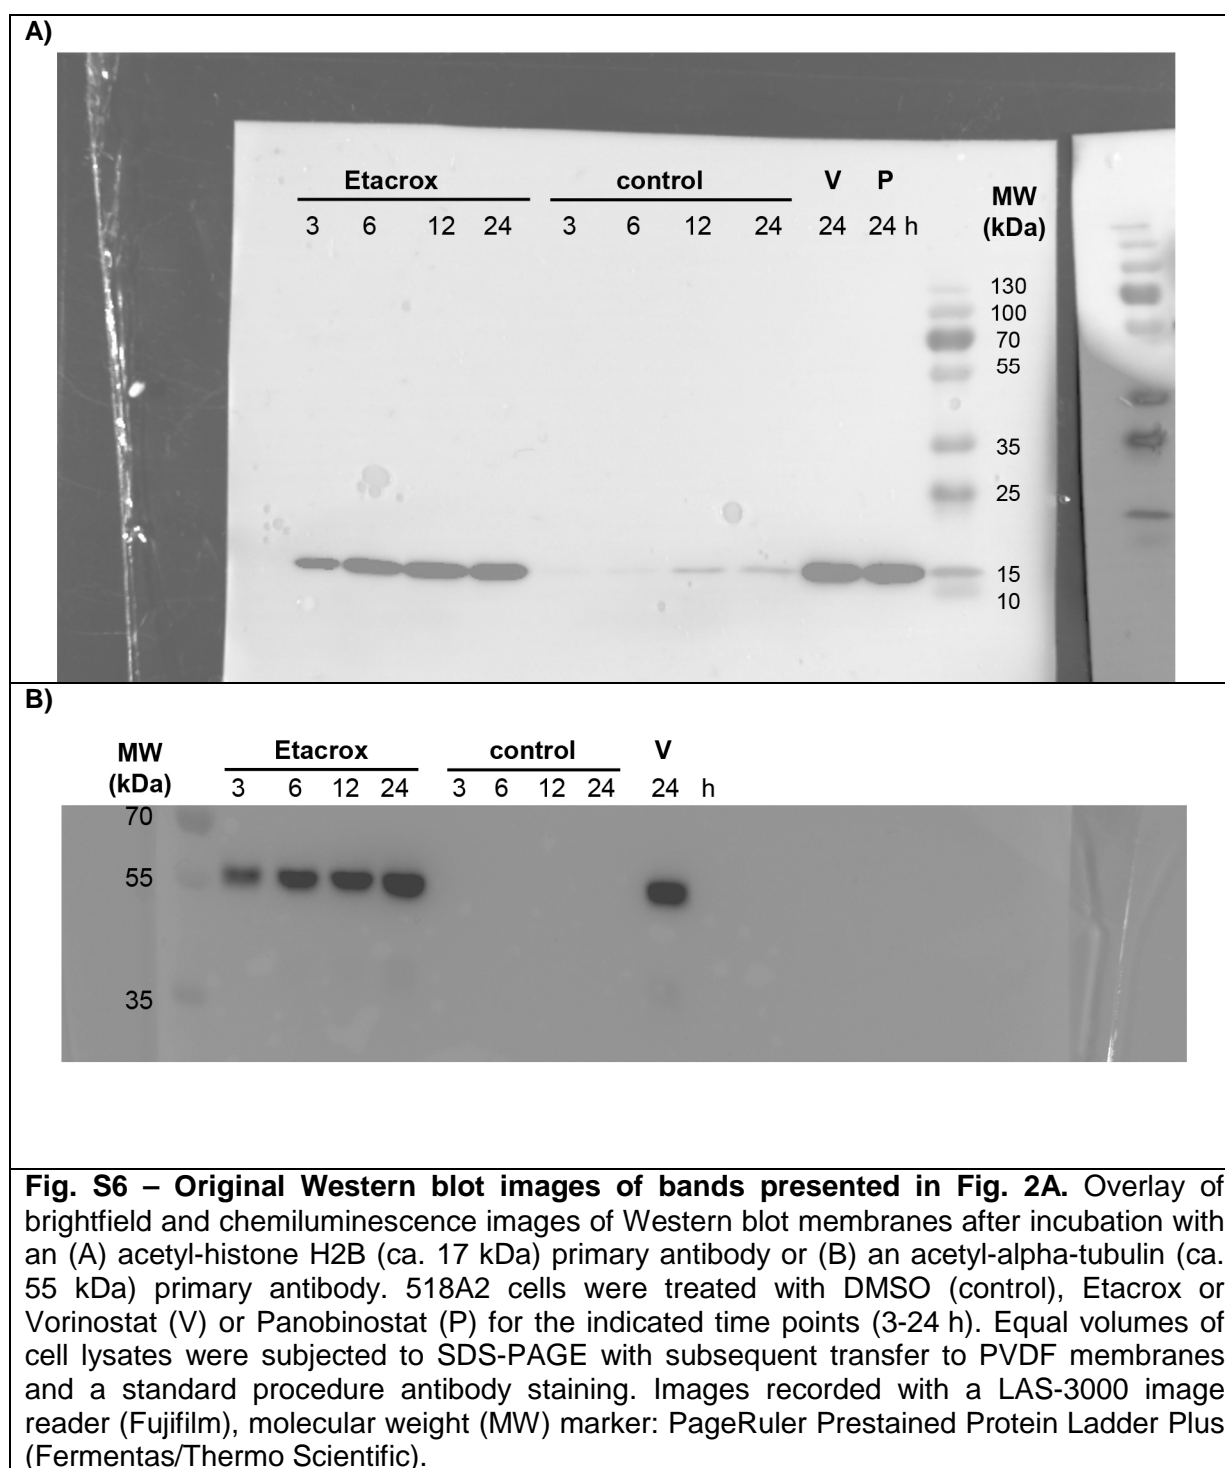 A)
Etacrox control V P MW (kDa)
3 6 12 24 3 6 12 24 24 24 h
130
100
70
55
35
25
15
10
B)
MW (kDa) Etacrox control V
3 6 12 24 3 6 12 24 24 h
70
55
35
Fig. S6 – Original Western blot images of bands presented in Fig. 2A. Overlay of
brightfield and chemiluminescence images of Western blot membranes after incubation with
an (A) acetyl-histone H2B (ca. 17 kDa) primary antibody or (B) an acetyl-alpha-tubulin (ca.
55 kDa) primary antibody. 518A2 cells were treated with DMSO (control), Etacrox or
Vorinostat (V) or Panobinostat (P) for the indicated time points (3-24 h). Equal volumes of
cell lysates were subjected to SDS-PAGE with subsequent transfer to PVDF membranes
and a standard procedure antibody staining. Images recorded with a LAS-3000 image
reader (Fujifilm), molecular weight (MW) marker: PageRuler Prestained Protein Ladder Plus
(Fermentas/Thermo Scientific).